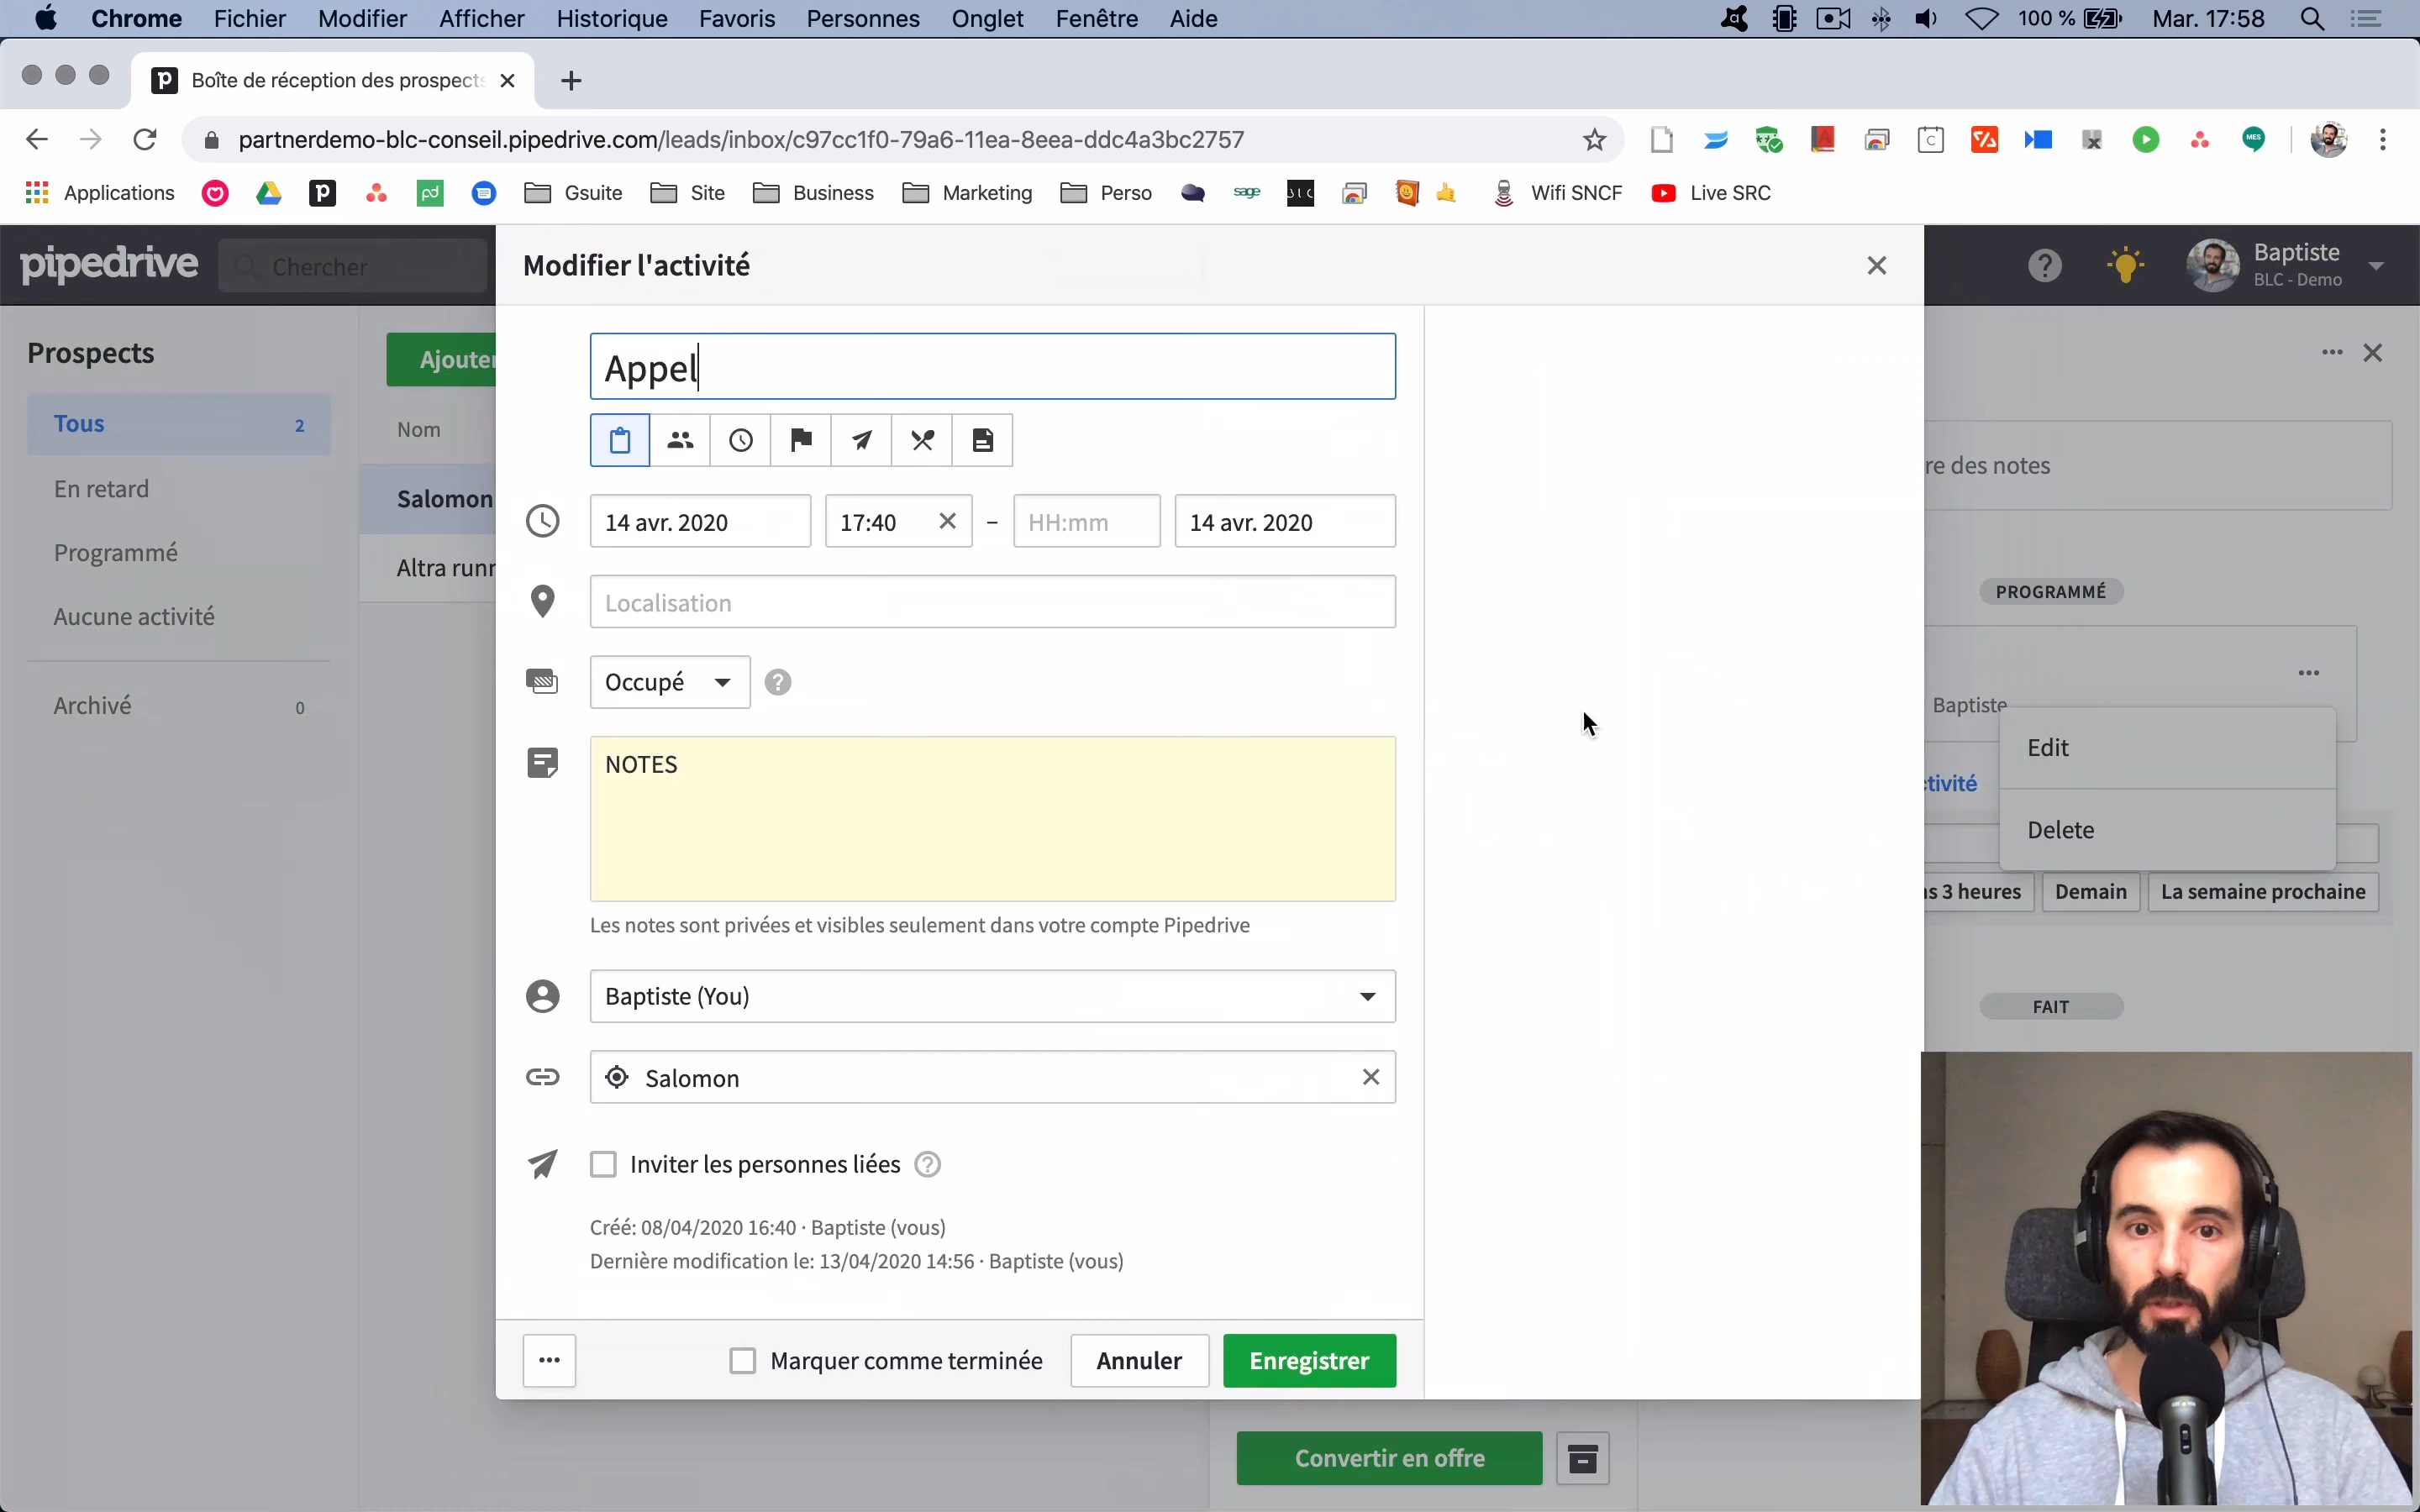 Chrome Fichier Modifier Afficher Historique Favoris Personnes Onglet Fenêtre Aide 100 % Mar. 17:58
Boîte de réception des prospects
partnerdemo-blc-conseil.pipedrive.com/leads/inbox/c97cc1f0-79a6-11ea-8eea-ddc4a3bc2757
Applications Gsuite Site Business Marketing Perso sage Wifi SNCF Live SRC
pipedrive Chercher
Modifier l'activité
Baptiste
BLC - Demo
Prospects
Tous 2
En retard
Programmé
Aucune activité
Archivé 0
Ajouter
Nom
Salomon
Altra runn
Appel
14 avr. 2020 17:40 – HH:mm 14 avr. 2020
Localisation
Occupé
NOTES
Les notes sont privées et visibles seulement dans votre compte Pipedrive
Baptiste (You)
Salomon
Inviter les personnes liées
Créé: 08/04/2020 16:40 · Baptiste (vous)
Dernière modification le: 13/04/2020 14:56 · Baptiste (vous)
Marquer comme terminée Annuler Enregistrer
re des notes
PROGRAMMÉ
Baptiste
Edit
tivité
Delete
s 3 heures Demain La semaine prochaine
FAIT
Convertir en offre